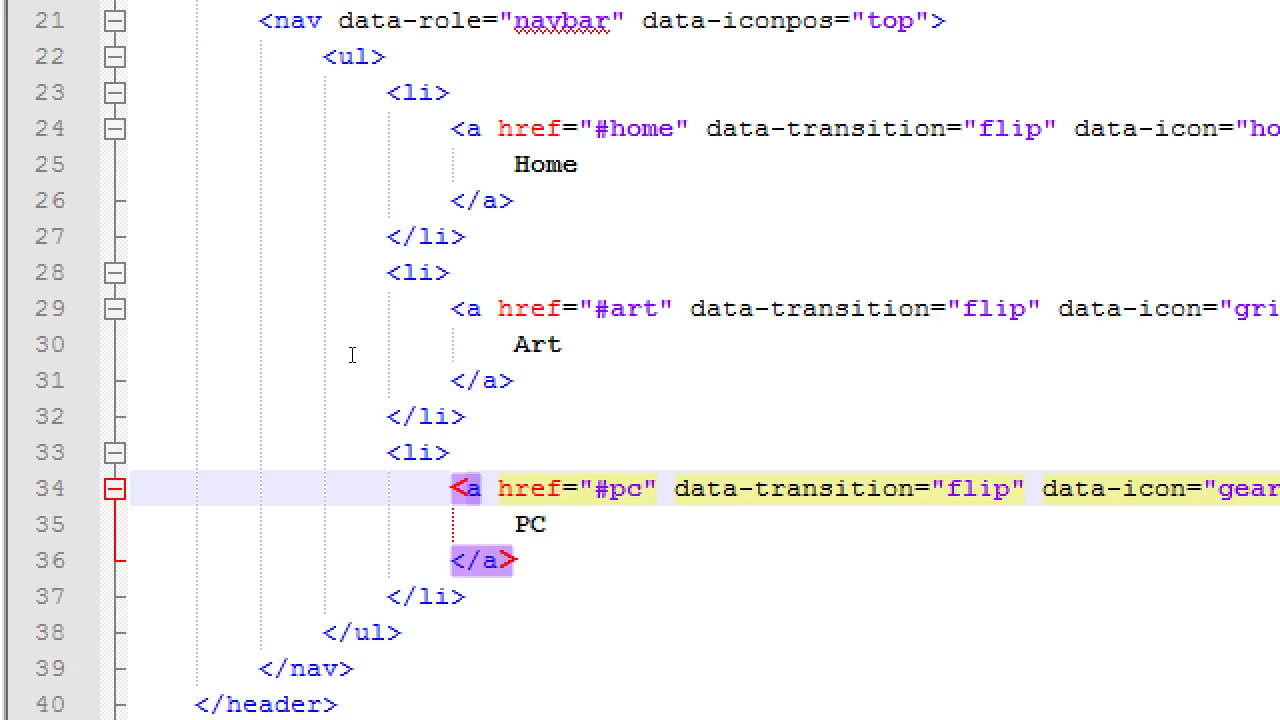 21 <nav data-role="navbar" data-iconpos="top">
22 <ul>
23 <li>
24 <a href="#home" data-transition="flip" data-icon="ho
25 Home
26 </a>
27 </li>
28 <li>
29 <a href="#art" data-transition="flip" data-icon="gri
30 Art
31 </a>
32 </li>
33 <li>
34 <a href="#pc" data-transition="flip" data-icon="gear
35 PC
36 </a>
37 </li>
38 </ul>
39 </nav>
40 </header>